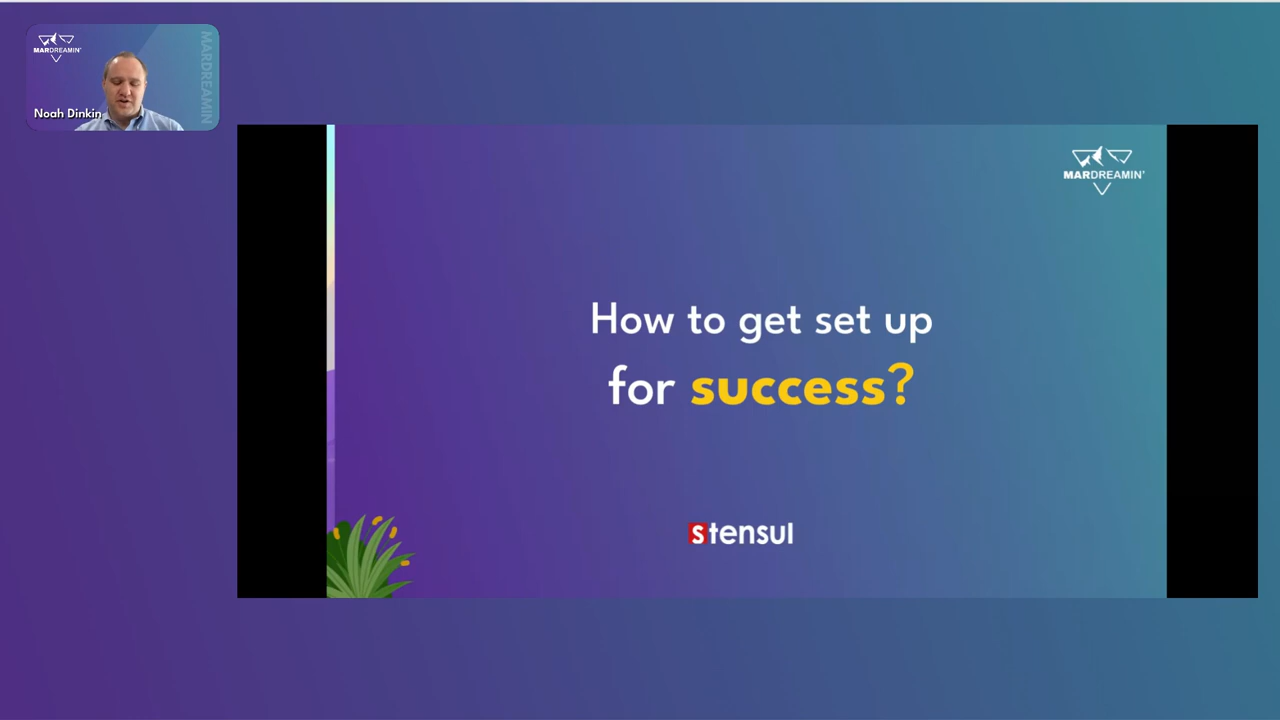 MARDREAMIN'
MARDREAMIN
Noah Dinkin
MARDREAMIN'
How to get set up
for success?
stensul